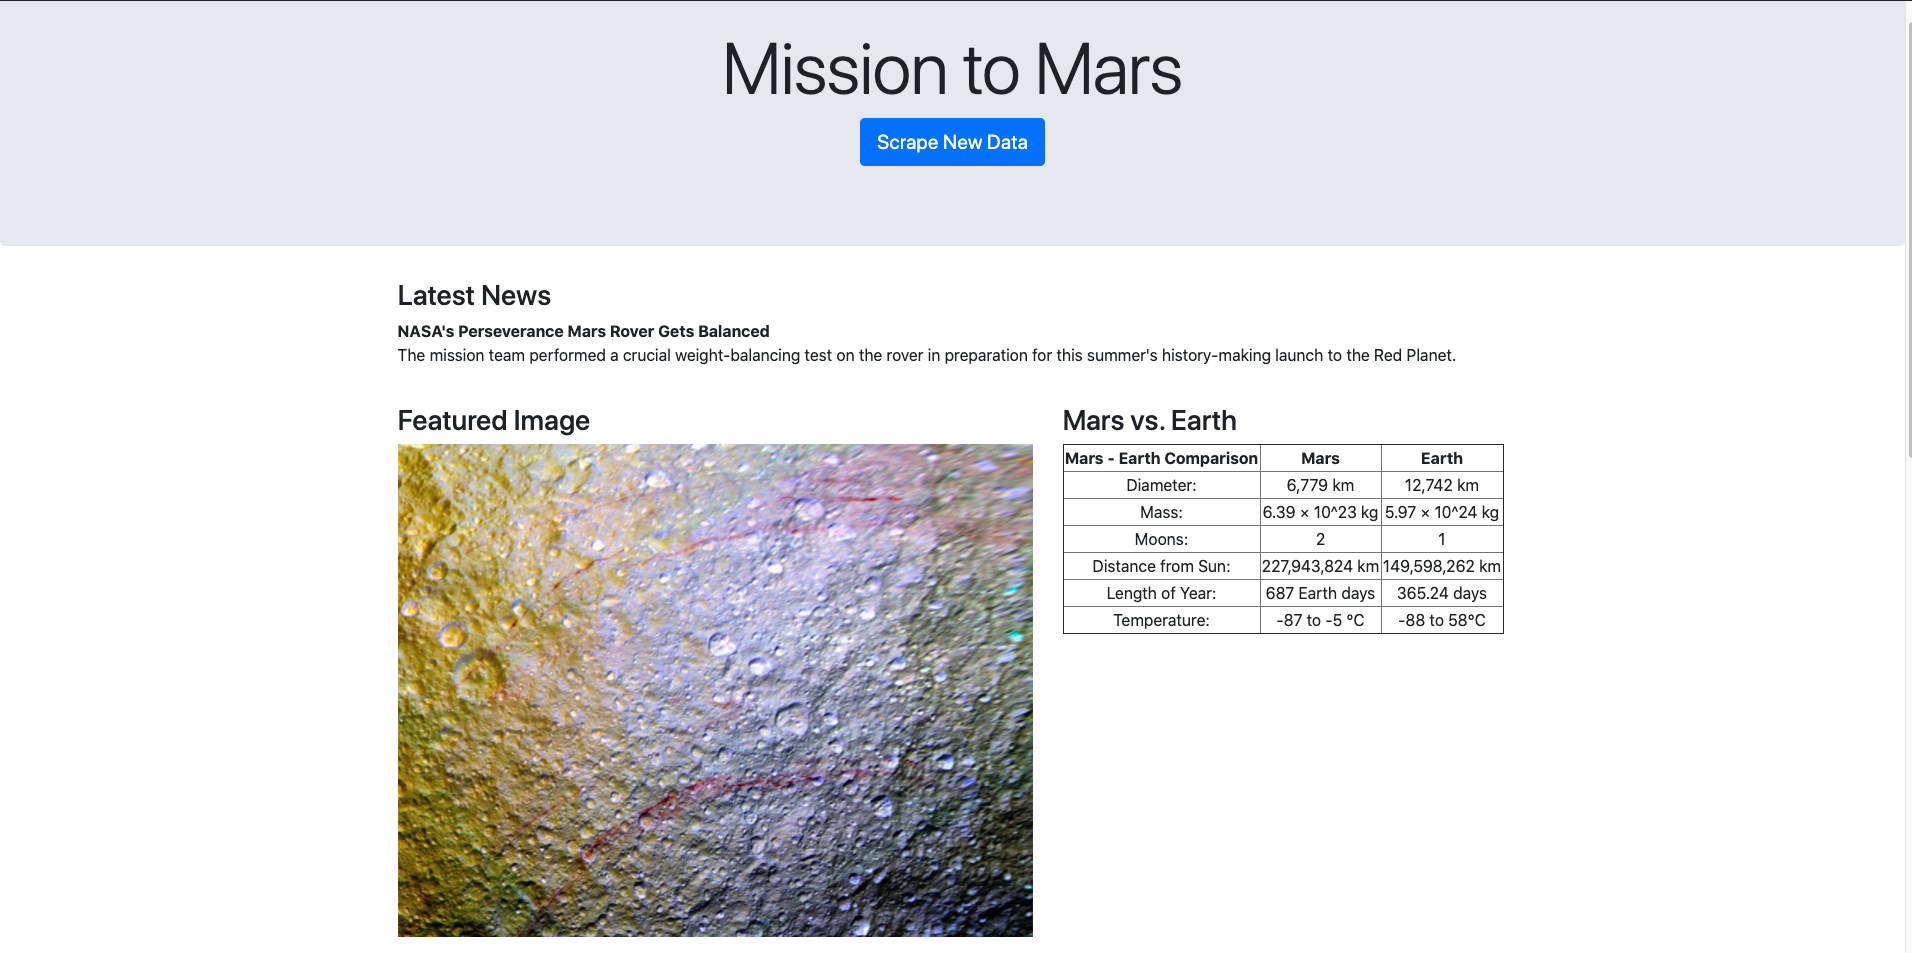 Mission to Mars
Scrape New Data
Latest News
NASA's Perseverance Mars Rover Gets Balanced
The mission team performed a crucial weight-balancing test on the rover in preparation for this summer's history-making launch to the Red Planet.
Featured Image
Mars vs. Earth
Mars - Earth Comparison Mars Earth
Diameter: 6,779 km 12,742 km
Mass: 6.39 × 10^23 kg 5.97 × 10^24 kg
Moons: 2 1
Distance from Sun: 227,943,824 km 149,598,262 km
Length of Year: 687 Earth days 365.24 days
Temperature: -87 to -5 °C -88 to 58°C